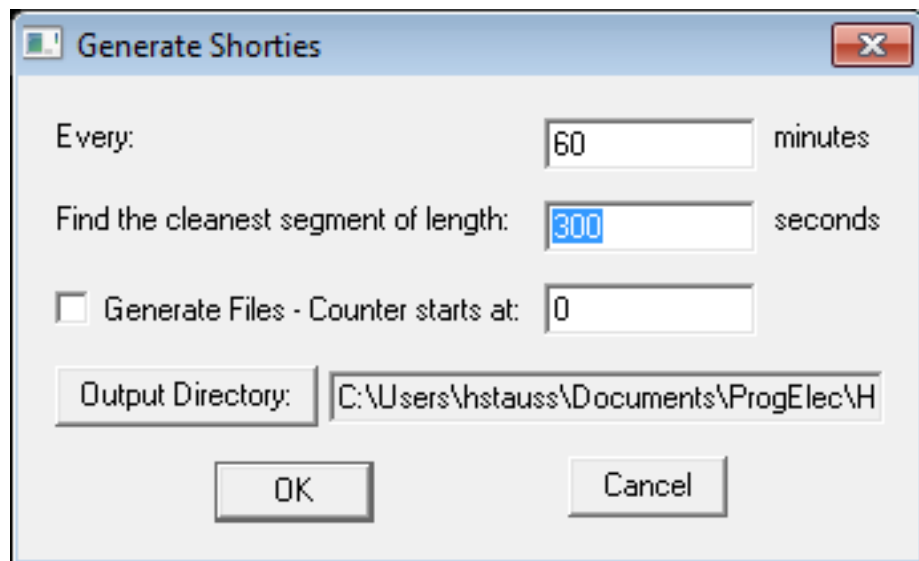 Generate Shorties
Every: 60 minutes
Find the cleanest segment of length: 300 seconds
Generate Files - Counter starts at: 0
Output Directory: C:\Users\hstauss\Documents\ProgElec\H
OK Cancel